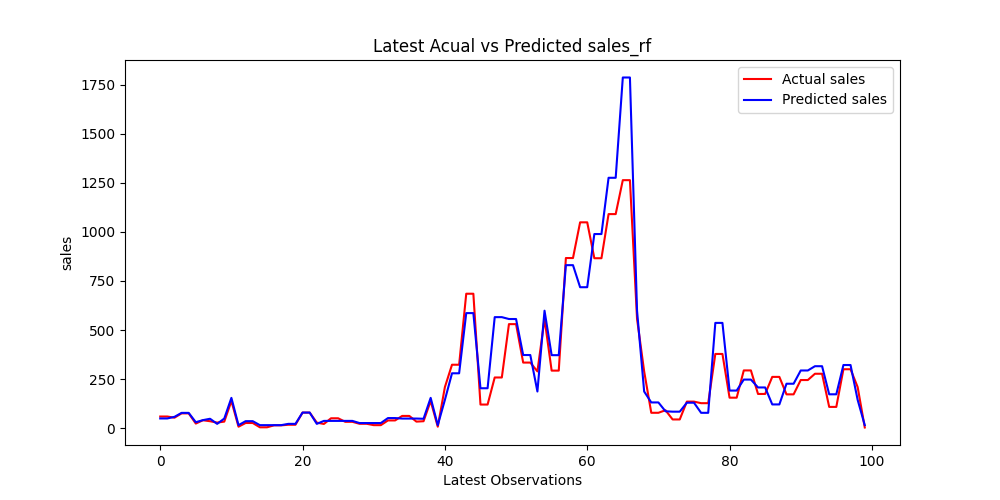 Latest Acual vs Predicted sales_rf
Actual sales
Predicted sales
1750
1500
1250
1000
750
500
250
0
sales
0 20 40 60 80 100
Latest Observations